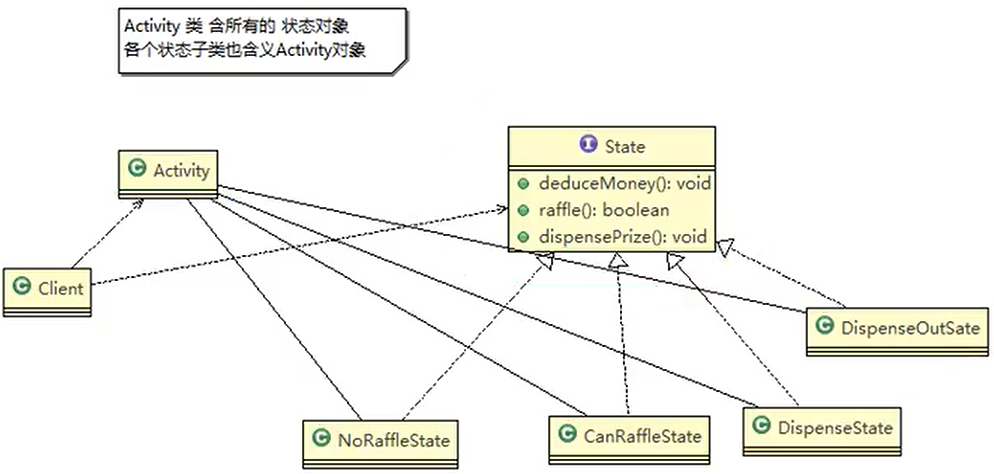 Activity 类 含所有的 状态对象
各个状态子类也含义Activity对象
I State
C Activity
deduceMoney(): void
raffle(): boolean
dispensePrize(): void
C Client
C DispenseOutSate
C NoRaffleState
C CanRaffleState
C DispenseState